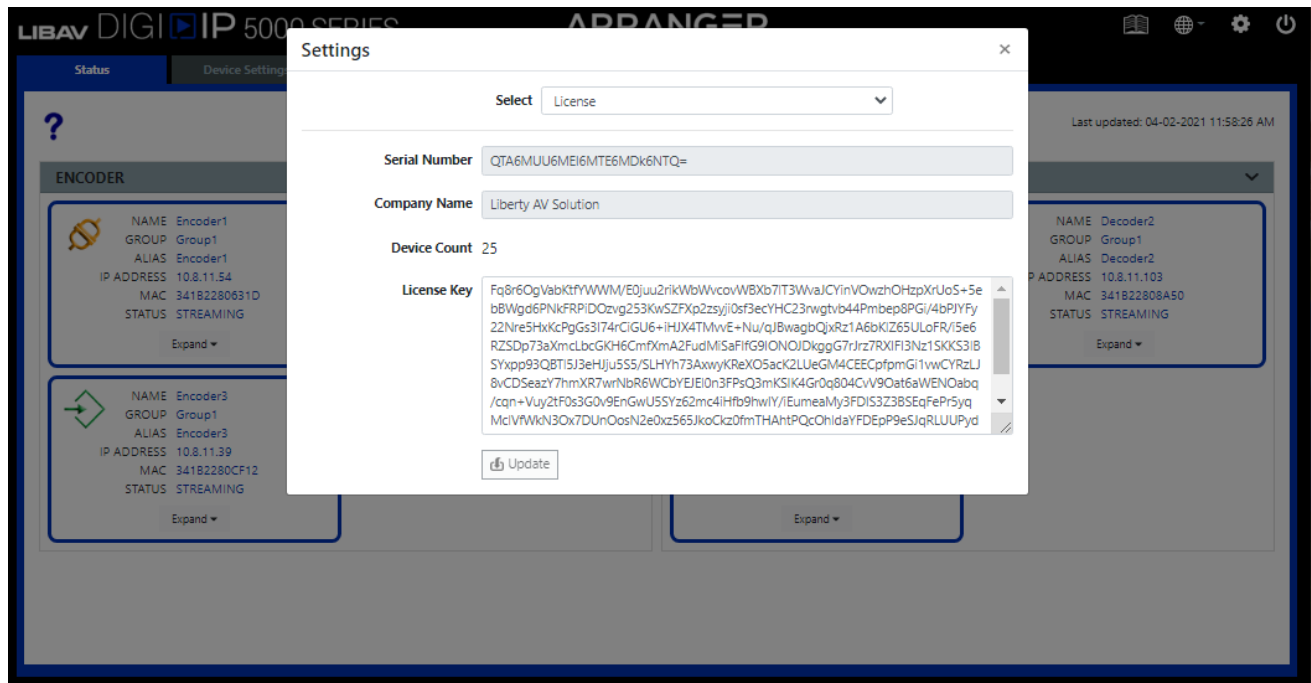 LIBAV DIGI IP 5000 SERIES
ARRANGER
Status
Device Settings
Last updated: 04-02-2021 11:58:26 AM
Settings
×
Select License
Serial Number QTA6MUU6MEI6MTE6MDk6NTQ=
Company Name Liberty AV Solution
Device Count 25
License Key
Fq8r6OgVabKtfYWWM/E0juu2rikWbWvcovWBXb7lT3WvaJCYinVOwzhOHzpXrUoS+5e
bBWgd6PNkFRPiDOzvg253KwSZFXp2zsyji0sf3ecYHC23rwgtvb44Pmbep8PGi/4bPJYFy
22Nre5HxKcPgGs3I74rCiGU6+iHJX4TMvvE+Nu/qJBwagbQjxRz1A6bKlZ65ULoFR/i5e6
RZSDp73aXmcLbcGKH6CmfXmA2FudMiSaFlfG9IONOJDkggG7rJrz7RXIFI3Nz1SKKS3IB
SYxpp93QBTl5J3eHJju5S5/SLHYh73AxwyKReXO5acK2LUeGM4CEECpfpmGi1vwCYRzLJ
8vCDSeazY7hmXR7wrNbR6WCbYEJEl0n3FPsQ3mKSIK4Gr0q804CvV9Oat6aWENOabq
/cqn+Vuy2tF0s3G0v9EnGwU5SYz62mc4iHfb9hwIY/iEumeaMy3FDIS3Z3BSEqFePr5yq
McIVfWkN3Ox7DUnOosN2e0xz565JkoCkz0fmTHAhtPQcOhIdaYFDEpP9eSJqRLUUPyd
Update
ENCODER
NAME Encoder1
GROUP Group1
ALIAS Encoder1
IP ADDRESS 10.8.11.54
MAC 341B2280631D
STATUS STREAMING
Expand
NAME Encoder3
GROUP Group1
ALIAS Encoder3
IP ADDRESS 10.8.11.39
MAC 341B2280CF12
STATUS STREAMING
Expand
NAME Decoder2
GROUP Group1
ALIAS Decoder2
IP ADDRESS 10.8.11.103
MAC 341B22808A50
STATUS STREAMING
Expand
Expand